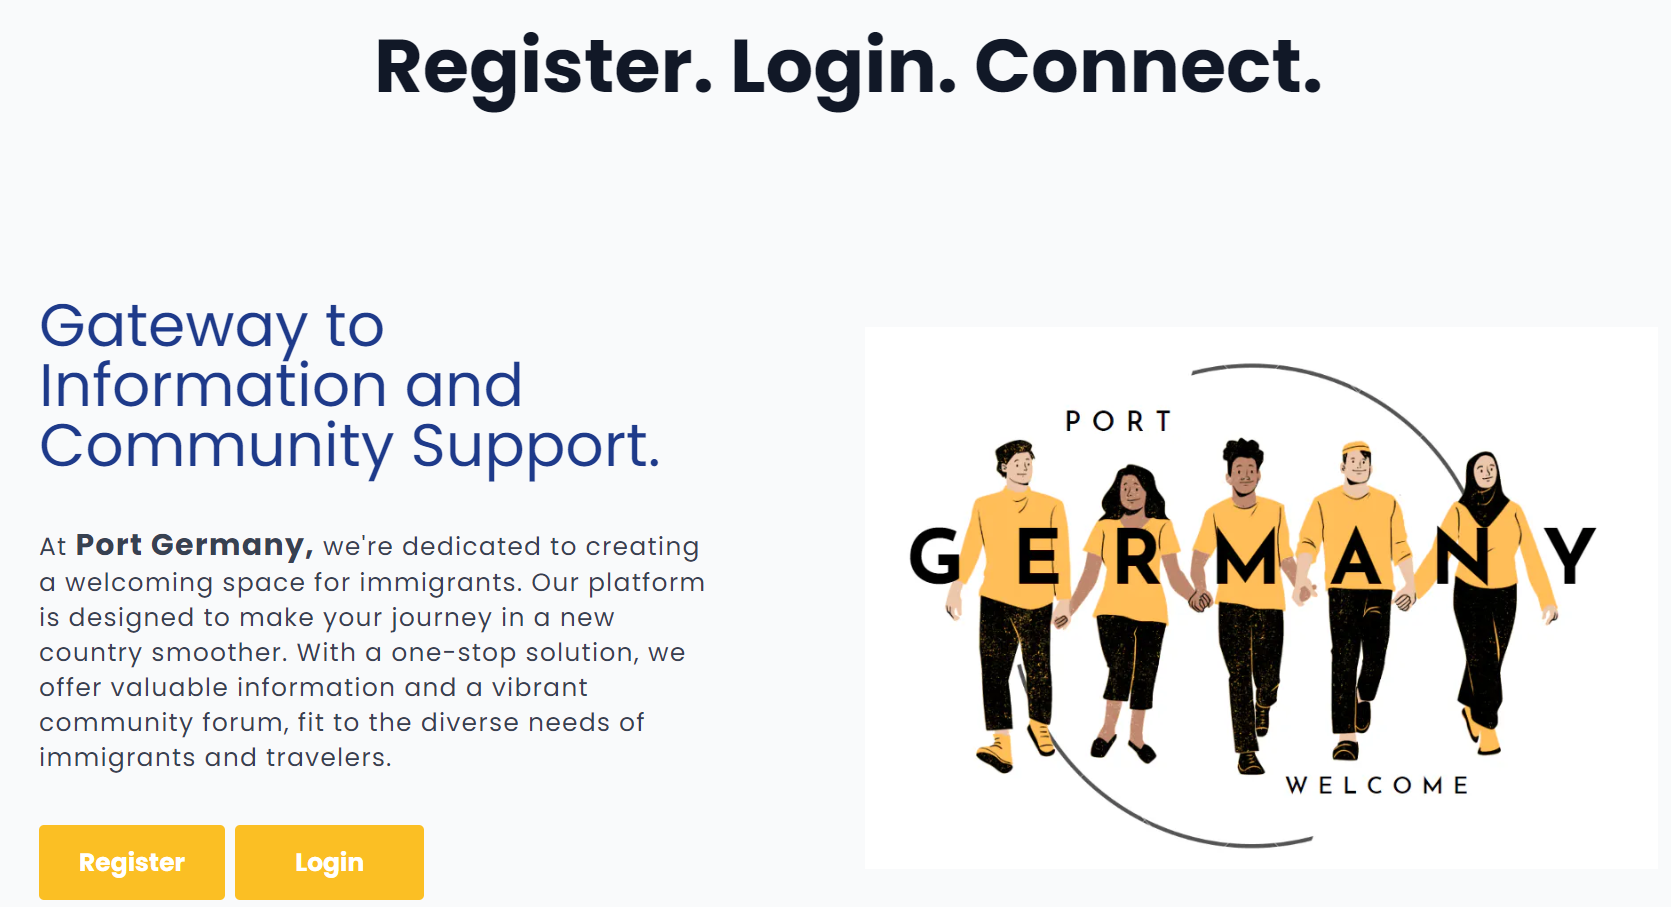 Register. Login. Connect.
Gateway to
Information and
Community Support.
At Port Germany, we're dedicated to creating
a welcoming space for immigrants. Our platform
is designed to make your journey in a new
country smoother. With a one-stop solution, we
offer valuable information and a vibrant
community forum, fit to the diverse needs of
immigrants and travelers.
Register
Login
PORT
GERMANY
WELCOME